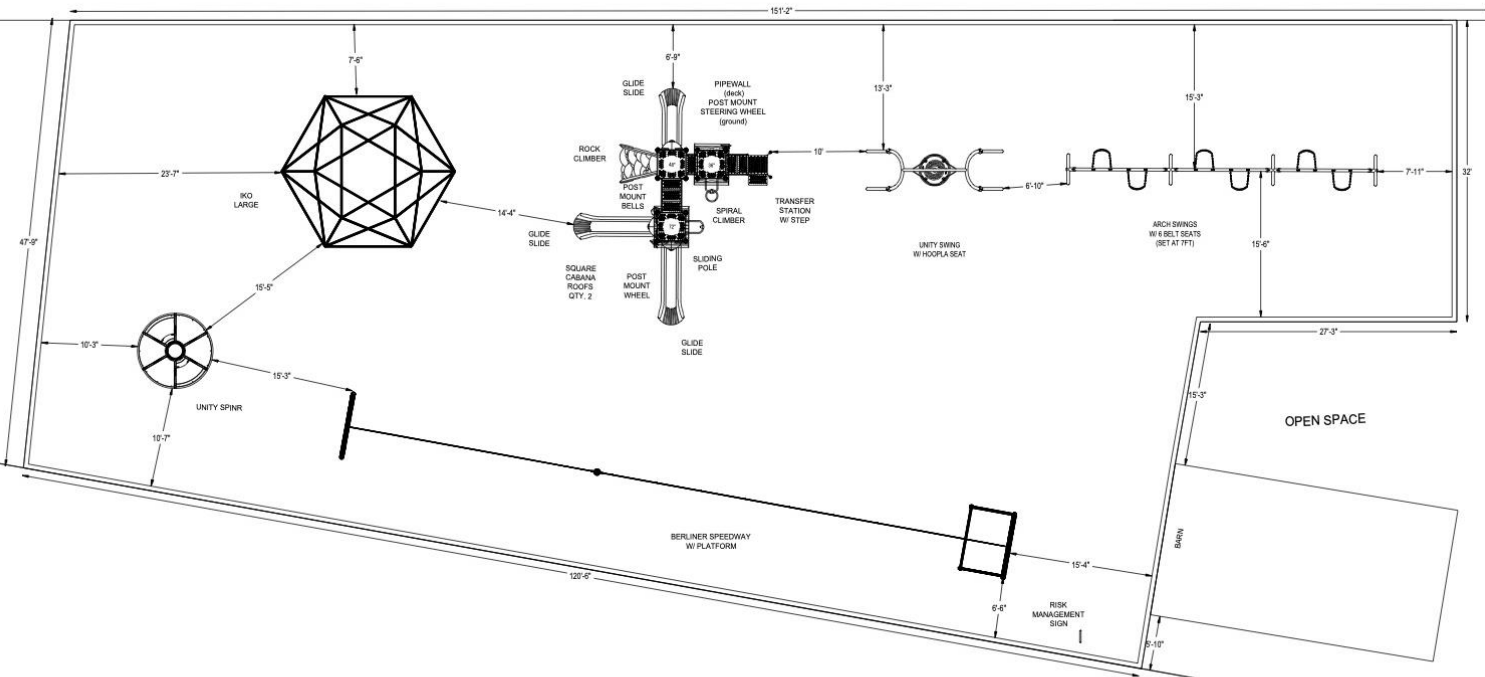 151'-2"
7'-6"
6'-9"
13'-3"
15'-3"
32'
GLIDE
SLIDE
PIPEWALL
(deck)
POST MOUNT
STEERING WHEEL
(ground)
ROCK
CLIMBER
10'
6'-10"
7'-11"
23'-7"
IKO
LARGE
POST
MOUNT
BELLS
SPIRAL
CLIMBER
TRANSFER
STATION
W/ STEP
14'-4"
72"
GLIDE
SLIDE
SLIDING
POLE
UNITY SWING
W/ HOOPLA SEAT
ARCH SWINGS
W/ 6 BELT SEATS
(SET AT 7FT)
15'-6"
47'-9"
SQUARE
CABANA
ROOFS
QTY. 2
POST
MOUNT
WHEEL
15'-5"
GLIDE
SLIDE
10'-3"
27'-3"
15'-3"
UNITY SPINR
15'-3"
OPEN SPACE
10'-7"
BERLINER SPEEDWAY
W/ PLATFORM
BARN
15'-4"
120'-6"
6'-6"
RISK
MANAGEMENT
SIGN
5'-10"